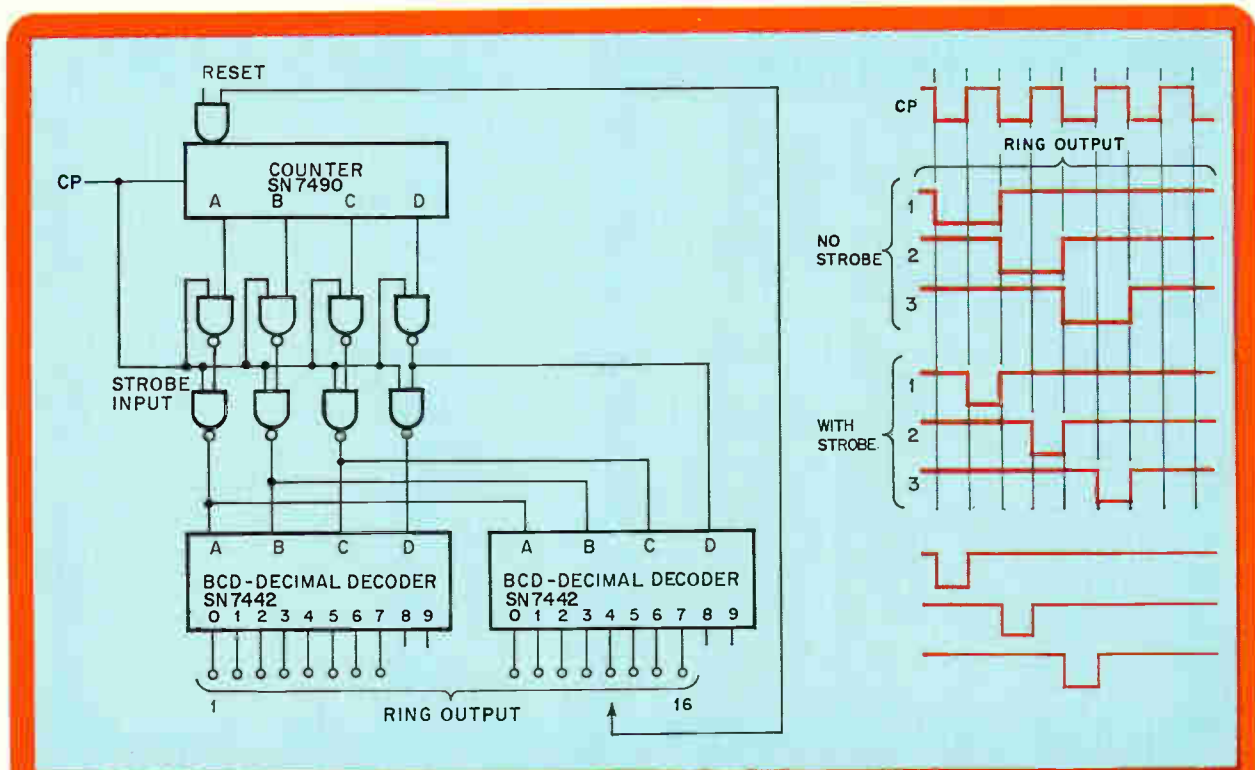 RESET
CP
COUNTER
SN7490
A B C D
STROBE
INPUT
A B C D
BCD-DECIMAL DECODER
SN7442
0 1 2 3 4 5 6 7 8 9
A B C D
BCD-DECIMAL DECODER
SN7442
0 1 2 3 4 5 6 7 8 9
1
16
RING OUTPUT
CP
RING OUTPUT
NO
STROBE
1
2
3
WITH
STROBE
1
2
3